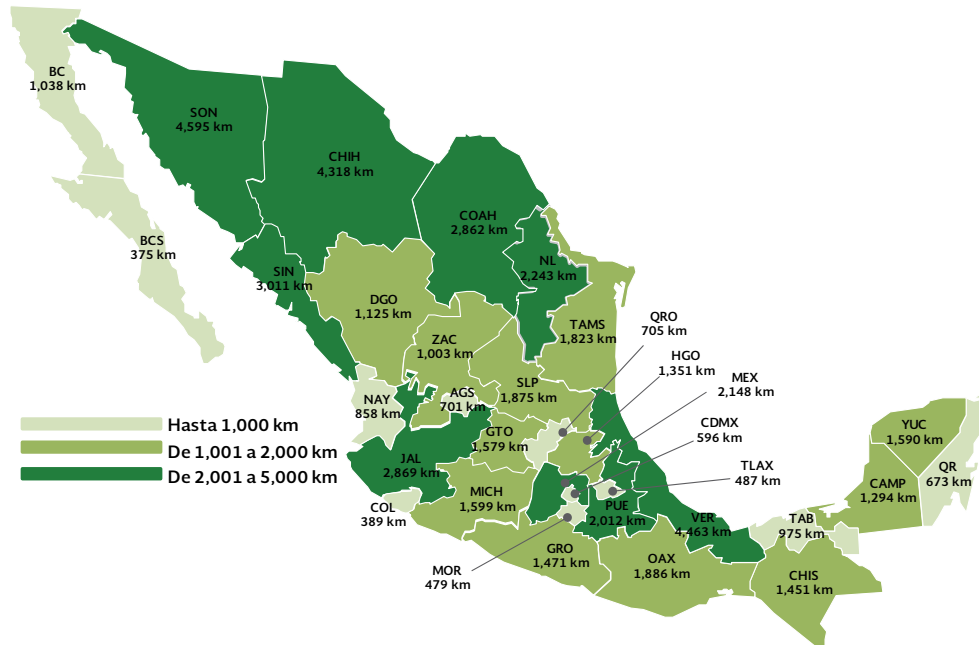 BC
1,038 km
SON
4,595 km
CHIH
4,318 km
COAH
2,862 km
BCS
375 km
NL
2,243 km
SIN
3,011 km
DGO
1,125 km
TAMS
1,823 km
QRO
705 km
ZAC
1,003 km
HGO
1,351 km
MEX
2,148 km
SLP
1,875 km
NAY
858 km
AGS
701 km
CDMX
596 km
GTO
1,579 km
YUC
1,590 km
TLAX
487 km
QR
673 km
JAL
2,869 km
CAMP
1,294 km
MICH
1,599 km
COL
389 km
PUE
2,012 km
VER
4,463 km
TAB
975 km
GRO
1,471 km
OAX
1,886 km
MOR
479 km
CHIS
1,451 km
Hasta 1,000 km
De 1,001 a 2,000 km
De 2,001 a 5,000 km